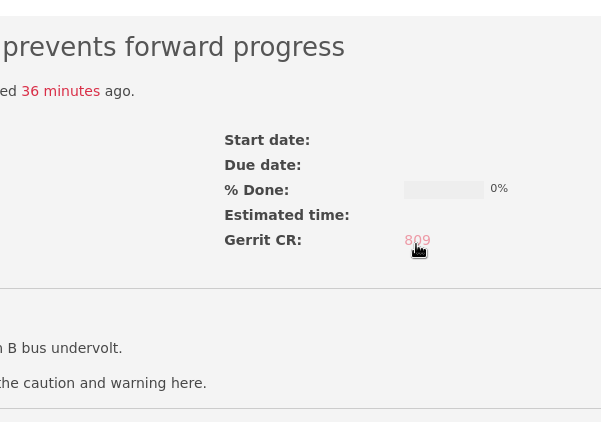 prevents forward progress
ed 36 minutes ago.
Start date:
Due date:
% Done: 0%
Estimated time:
Gerrit CR: 809
B bus undervolt.
the caution and warning here.